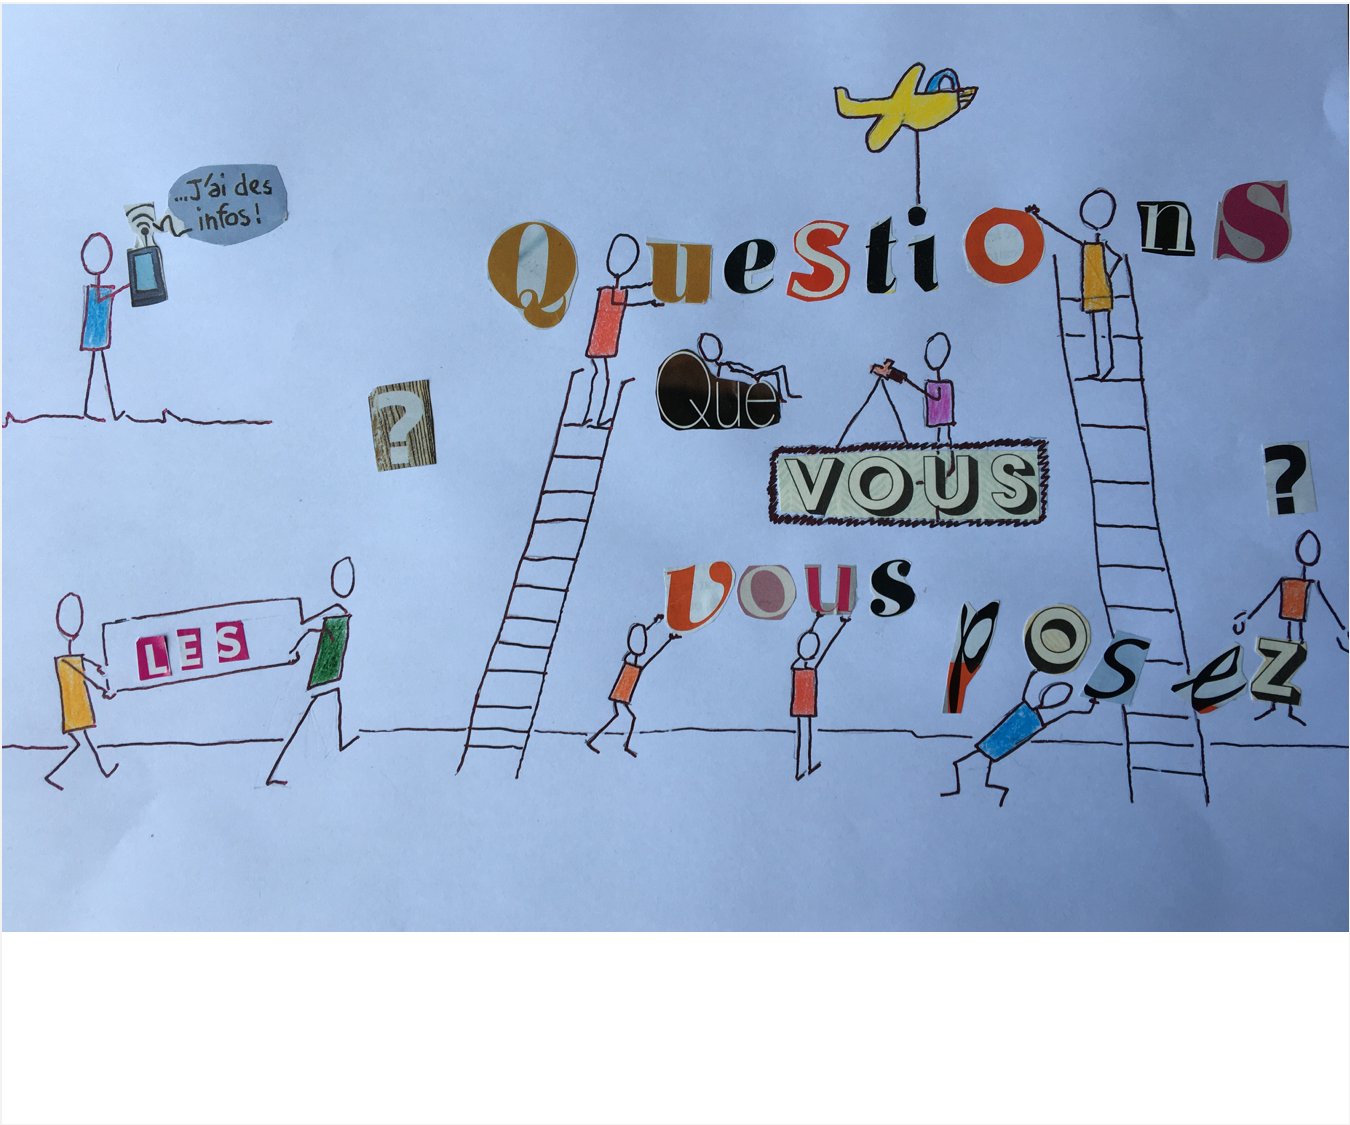 ...J'ai des
infos!
Questions
?
Que
vous
?
LES
vous
posez